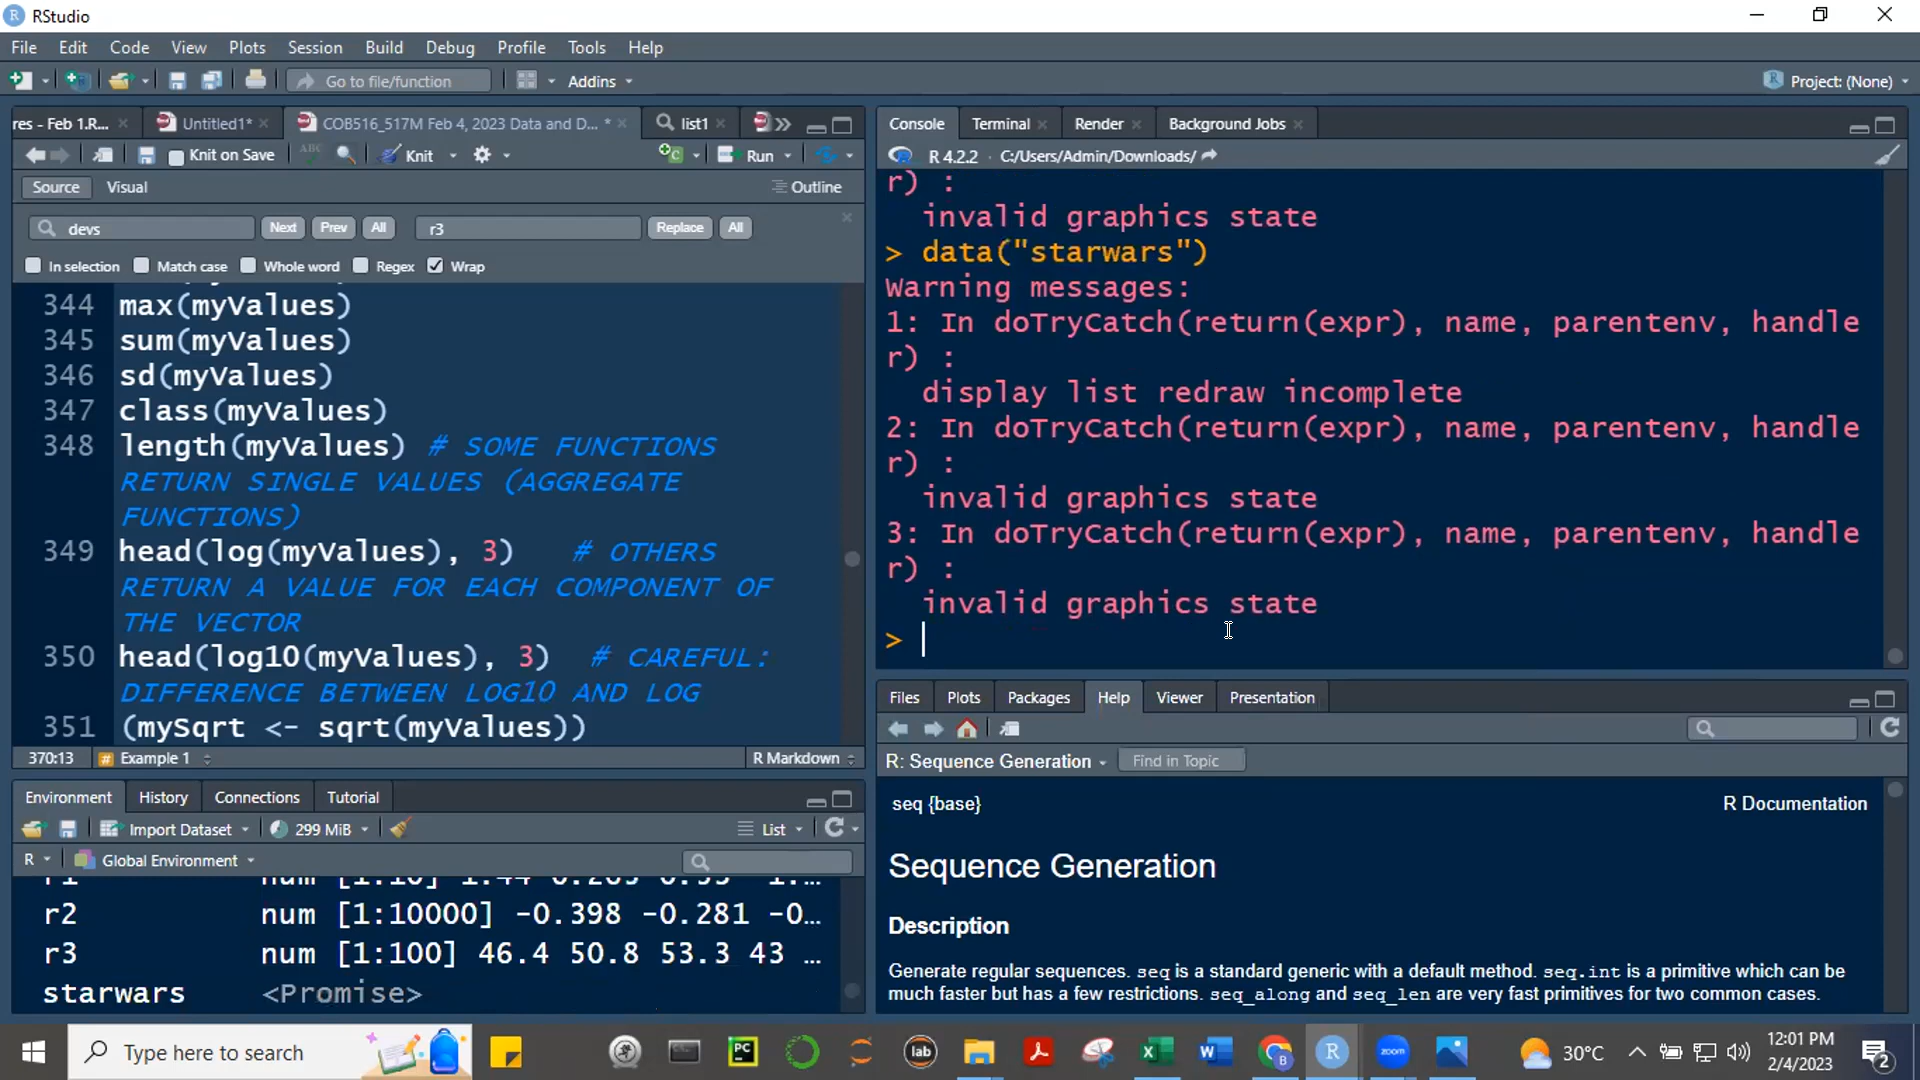 RStudio
File Edit Code View Plots Session Build Debug Profile Tools Help
Go to file/function Addins Project: (None)
res - Feb 1.R... Untitled1* COB516_517M Feb 4, 2023 Data and D... * list1
Knit on Save ABC Knit Run
Source Visual Outline
devs Next Prev All r3 Replace All
In selection Match case Whole word Regex Wrap
344 max(myValues)
345 sum(myValues)
346 sd(myValues)
347 class(myValues)
348 length(myValues) # SOME FUNCTIONS
RETURN SINGLE VALUES (AGGREGATE
FUNCTIONS)
349 head(log(myValues), 3) # OTHERS
RETURN A VALUE FOR EACH COMPONENT OF
THE VECTOR
350 head(log10(myValues), 3) # CAREFUL:
DIFFERENCE BETWEEN LOG10 AND LOG
351 (mySqrt <- sqrt(myValues))
370:13 # Example 1 R Markdown
Environment History Connections Tutorial
Import Dataset 299 MiB List
R Global Environment
r2 num [1:10000] -0.398 -0.281 -0...
r3 num [1:100] 46.4 50.8 53.3 43 ...
starwars <Promise>
Console Terminal Render Background Jobs
R 4.2.2 · C:/Users/Admin/Downloads/
r) :
invalid graphics state
> data("starwars")
Warning messages:
1: In doTryCatch(return(expr), name, parentenv, handle
r) :
display list redraw incomplete
2: In doTryCatch(return(expr), name, parentenv, handle
r) :
invalid graphics state
3: In doTryCatch(return(expr), name, parentenv, handle
r) :
invalid graphics state
>
Files Plots Packages Help Viewer Presentation
R: Sequence Generation Find in Topic
seq {base} R Documentation
Sequence Generation
Description
Generate regular sequences. seq is a standard generic with a default method. seq.int is a primitive which can be
much faster but has a few restrictions. seq_along and seq_len are very fast primitives for two common cases.
Type here to search PC lab R zoom 30°C 12:01 PM
2/4/2023 2